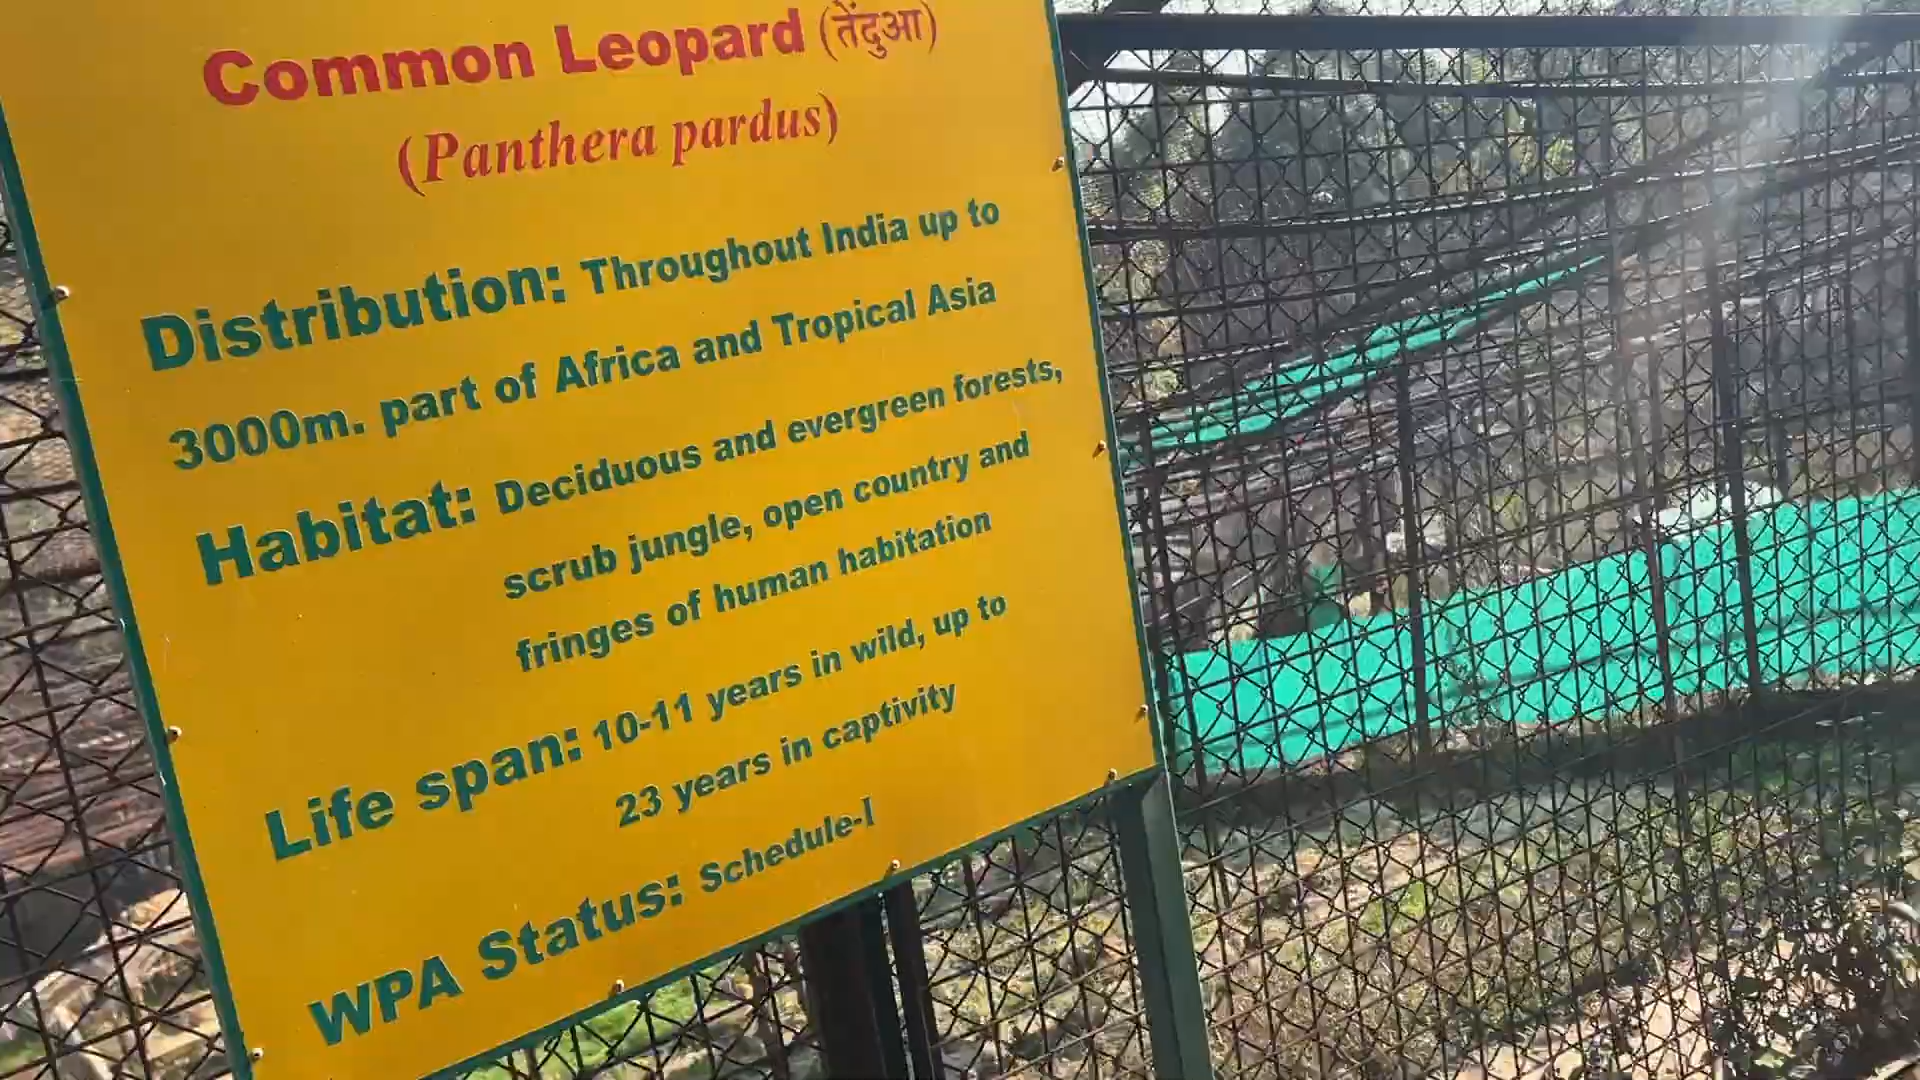 Common Leopard (तेंदुआ)
(Panthera pardus)
Distribution: Throughout India up to
3000m. part of Africa and Tropical Asia
Habitat: Deciduous and evergreen forests,
scrub jungle, open country and
fringes of human habitation
Life span: 10-11 years in wild, up to
23 years in captivity
WPA Status: Schedule-I